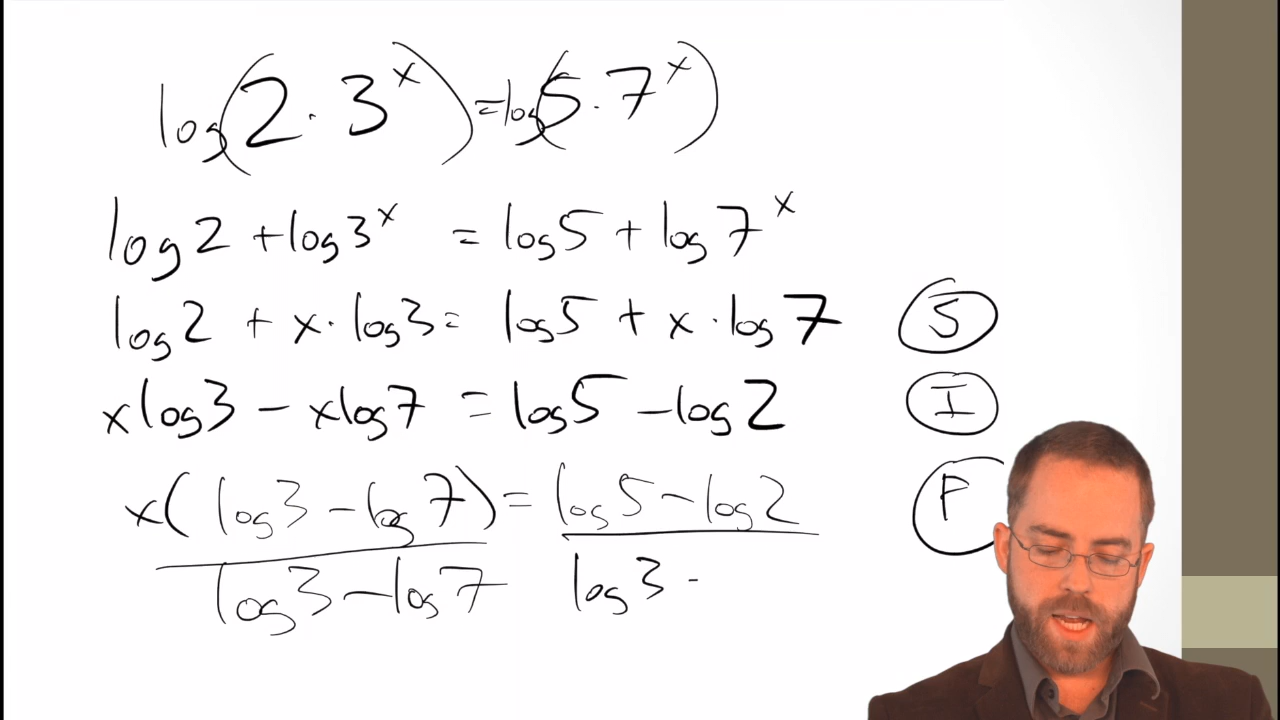 log(2 · 3^x) = log(5 · 7^x)
log 2 + log 3^x = log 5 + log 7^x
log 2 + x · log 3 = log 5 + x · log 7 S
x log 3 - x log 7 = log 5 - log 2 I
x( log 3 - log 7) = log 5 - log 2 F
log 3 - log 7 log 3 -